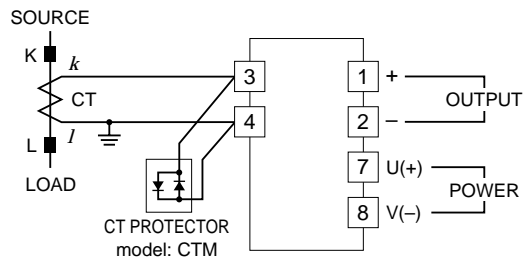 SOURCE
K
k
CT
l
L
LOAD
3
4
CT PROTECTOR
model: CTM
1 +
2 –
OUTPUT
7 U(+)
8 V(–)
POWER